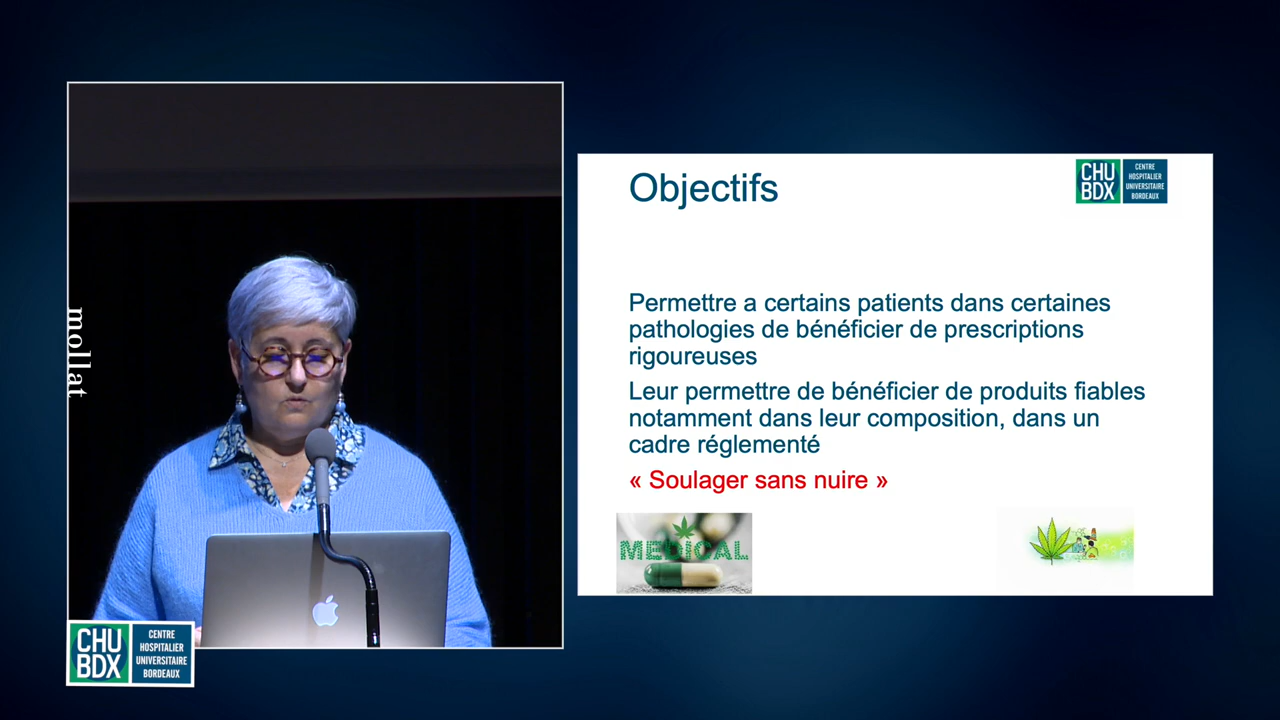 mollat
CHU
BDX
CENTRE
HOSPITALIER
UNIVERSITAIRE
BORDEAUX
Objectifs
CHU
BDX
CENTRE
HOSPITALIER
UNIVERSITAIRE
BORDEAUX
Permettre a certains patients dans certaines
pathologies de bénéficier de prescriptions
rigoureuses
Leur permettre de bénéficier de produits fiables
notamment dans leur composition, dans un
cadre réglementé
« Soulager sans nuire »
MEDICAL